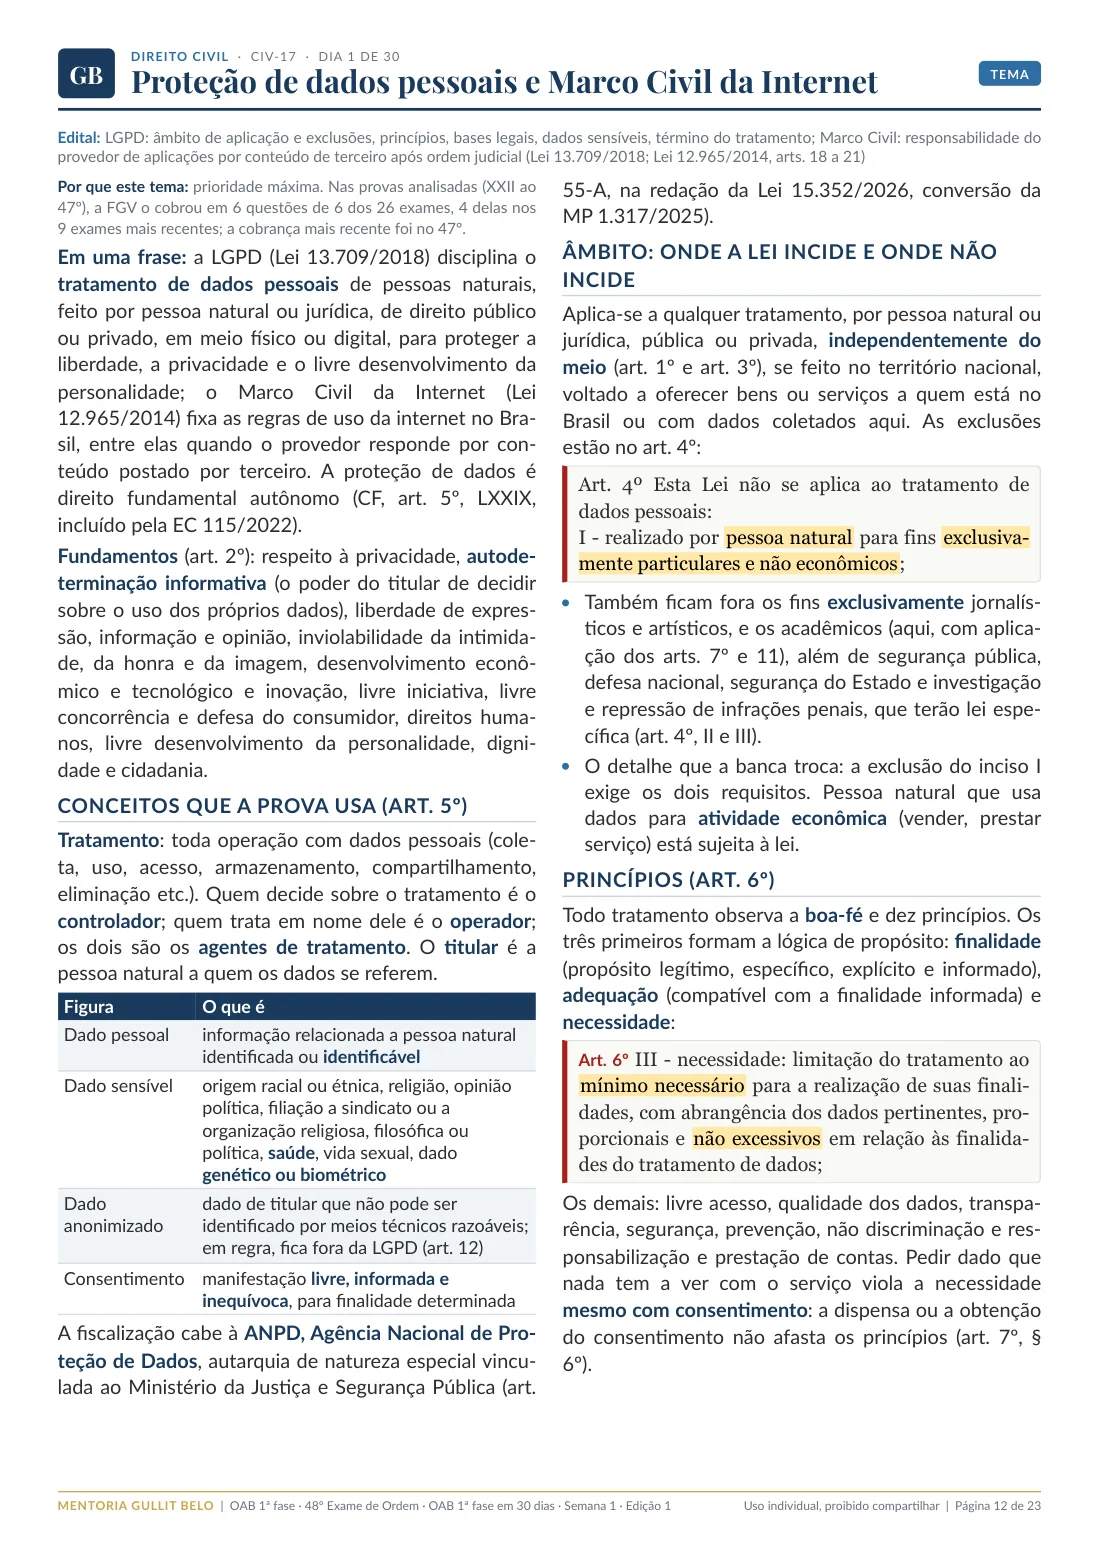 GB
DIREITO CIVIL · CIV-17 · DIA 1 DE 30
Proteção de dados pessoais e Marco Civil da Internet
TEMA
Edital: LGPD: âmbito de aplicação e exclusões, princípios, bases legais, dados sensíveis, término do tratamento; Marco Civil: responsabilidade do
provedor de aplicações por conteúdo de terceiro após ordem judicial (Lei 13.709/2018; Lei 12.965/2014, arts. 18 a 21)
Por que este tema: prioridade máxima. Nas provas analisadas (XXII ao
47º), a FGV o cobrou em 6 questões de 6 dos 26 exames, 4 delas nos
9 exames mais recentes; a cobrança mais recente foi no 47º.
Em uma frase: a LGPD (Lei 13.709/2018) disciplina o
tratamento de dados pessoais de pessoas naturais,
feito por pessoa natural ou jurídica, de direito público
ou privado, em meio físico ou digital, para proteger a
liberdade, a privacidade e o livre desenvolvimento da
personalidade; o Marco Civil da Internet (Lei
12.965/2014) fixa as regras de uso da internet no Bra-
sil, entre elas quando o provedor responde por con-
teúdo postado por terceiro. A proteção de dados é
direito fundamental autônomo (CF, art. 5º, LXXIX,
incluído pela EC 115/2022).
Fundamentos (art. 2º): respeito à privacidade, autode-
terminação informativa (o poder do titular de decidir
sobre o uso dos próprios dados), liberdade de expres-
são, informação e opinião, inviolabilidade da intimida-
de, da honra e da imagem, desenvolvimento econô-
mico e tecnológico e inovação, livre iniciativa, livre
concorrência e defesa do consumidor, direitos huma-
nos, livre desenvolvimento da personalidade, digni-
dade e cidadania.
CONCEITOS QUE A PROVA USA (ART. 5º)
Tratamento: toda operação com dados pessoais (cole-
ta, uso, acesso, armazenamento, compartilhamento,
eliminação etc.). Quem decide sobre o tratamento é o
controlador; quem trata em nome dele é o operador;
os dois são os agentes de tratamento. O titular é a
pessoa natural a quem os dados se referem.
Figura O que é
Dado pessoal informação relacionada a pessoa natural
identificada ou identificável
Dado sensível origem racial ou étnica, religião, opinião
política, filiação a sindicato ou a
organização religiosa, filosófica ou
política, saúde, vida sexual, dado
genético ou biométrico
Dado dado de titular que não pode ser
anonimizado identificado por meios técnicos razoáveis;
em regra, fica fora da LGPD (art. 12)
Consentimento manifestação livre, informada e
inequívoca, para finalidade determinada
A fiscalização cabe à ANPD, Agência Nacional de Pro-
teção de Dados, autarquia de natureza especial vincu-
lada ao Ministério da Justiça e Segurança Pública (art.
55-A, na redação da Lei 15.352/2026, conversão da
MP 1.317/2025).
ÂMBITO: ONDE A LEI INCIDE E ONDE NÃO
INCIDE
Aplica-se a qualquer tratamento, por pessoa natural ou
jurídica, pública ou privada, independentemente do
meio (art. 1º e art. 3º), se feito no território nacional,
voltado a oferecer bens ou serviços a quem está no
Brasil ou com dados coletados aqui. As exclusões
estão no art. 4º:
Art. 4º Esta Lei não se aplica ao tratamento de
dados pessoais:
I - realizado por pessoa natural para fins exclusiva-
mente particulares e não econômicos;
• Também ficam fora os fins exclusivamente jornalís-
ticos e artísticos, e os acadêmicos (aqui, com aplica-
ção dos arts. 7º e 11), além de segurança pública,
defesa nacional, segurança do Estado e investigação
e repressão de infrações penais, que terão lei espe-
cífica (art. 4º, II e III).
• O detalhe que a banca troca: a exclusão do inciso I
exige os dois requisitos. Pessoa natural que usa
dados para atividade econômica (vender, prestar
serviço) está sujeita à lei.
PRINCÍPIOS (ART. 6º)
Todo tratamento observa a boa-fé e dez princípios. Os
três primeiros formam a lógica de propósito: finalidade
(propósito legítimo, específico, explícito e informado),
adequação (compatível com a finalidade informada) e
necessidade:
Art. 6º III - necessidade: limitação do tratamento ao
mínimo necessário para a realização de suas finali-
dades, com abrangência dos dados pertinentes, pro-
porcionais e não excessivos em relação às finalida-
des do tratamento de dados;
Os demais: livre acesso, qualidade dos dados, transpa-
rência, segurança, prevenção, não discriminação e res-
ponsabilização e prestação de contas. Pedir dado que
nada tem a ver com o serviço viola a necessidade
mesmo com consentimento: a dispensa ou a obtenção
do consentimento não afasta os princípios (art. 7º, §
6º).
MENTORIA GULLIT BELO | OAB 1ª fase · 48º Exame de Ordem · OAB 1ª fase em 30 dias · Semana 1 · Edição 1
Uso individual, proibido compartilhar | Página 12 de 23